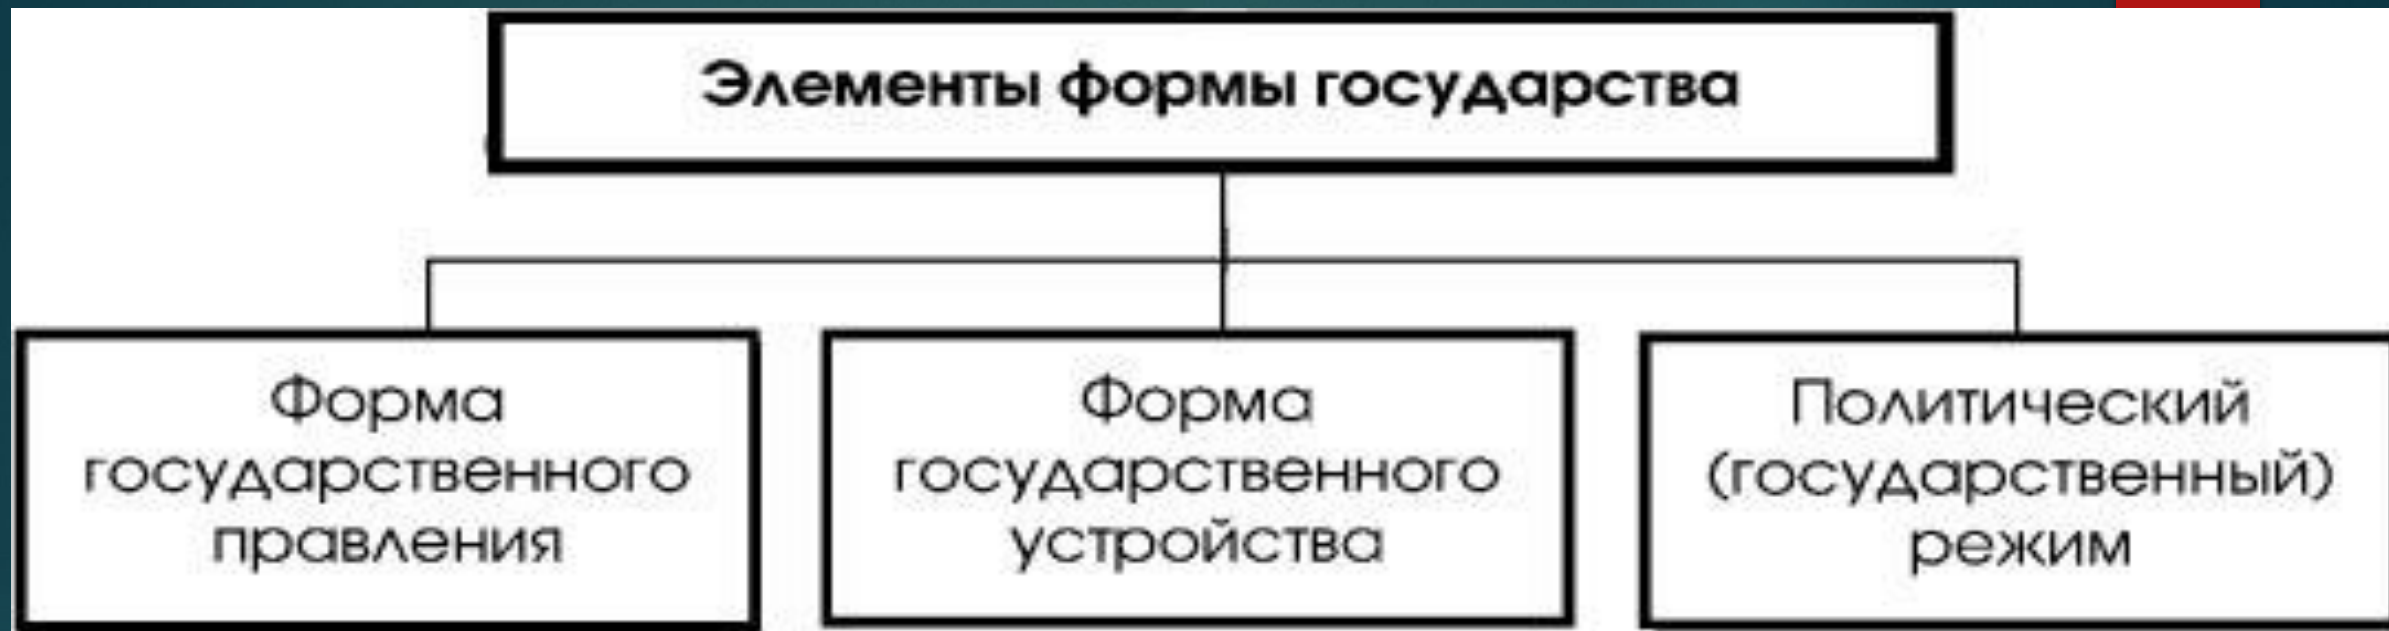 Элементы формы государства
Форма
государственного
правления
Форма
государственного
устройства
Политический
(государственный)
режим